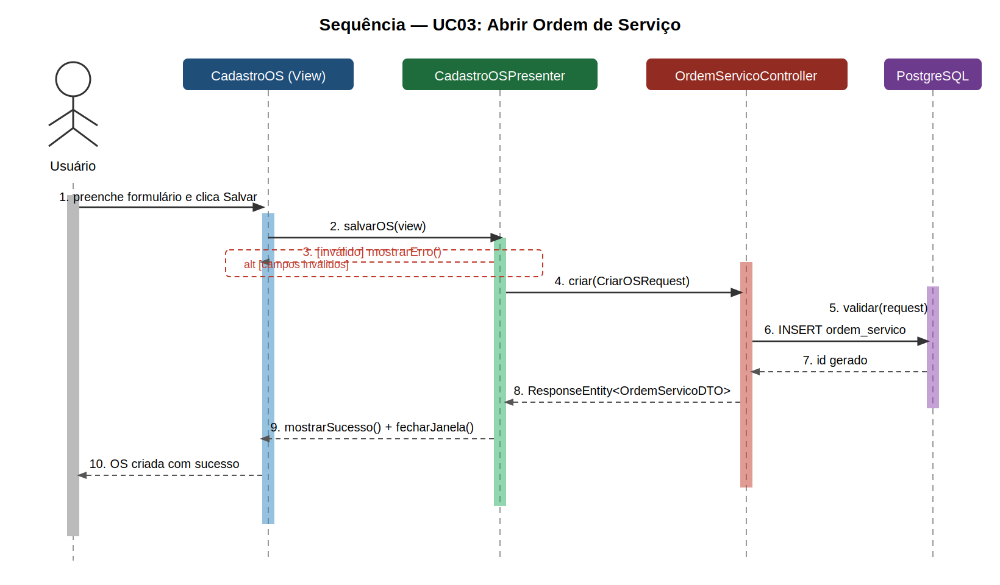 Sequência — UC03: Abrir Ordem de Serviço
CadastroOS (View)
CadastroOSPresenter
OrdemServicoController
PostgreSQL
Usuário
1. preenche formulário e clica Salvar
2. salvarOS(view)
3. [inválido] mostrarErro()
alt [campos inválidos]
4. criar(CriarOSRequest)
5. validar(request)
6. INSERT ordem_servico
7. id gerado
8. ResponseEntity<OrdemServicoDTO>
9. mostrarSucesso() + fecharJanela()
10. OS criada com sucesso